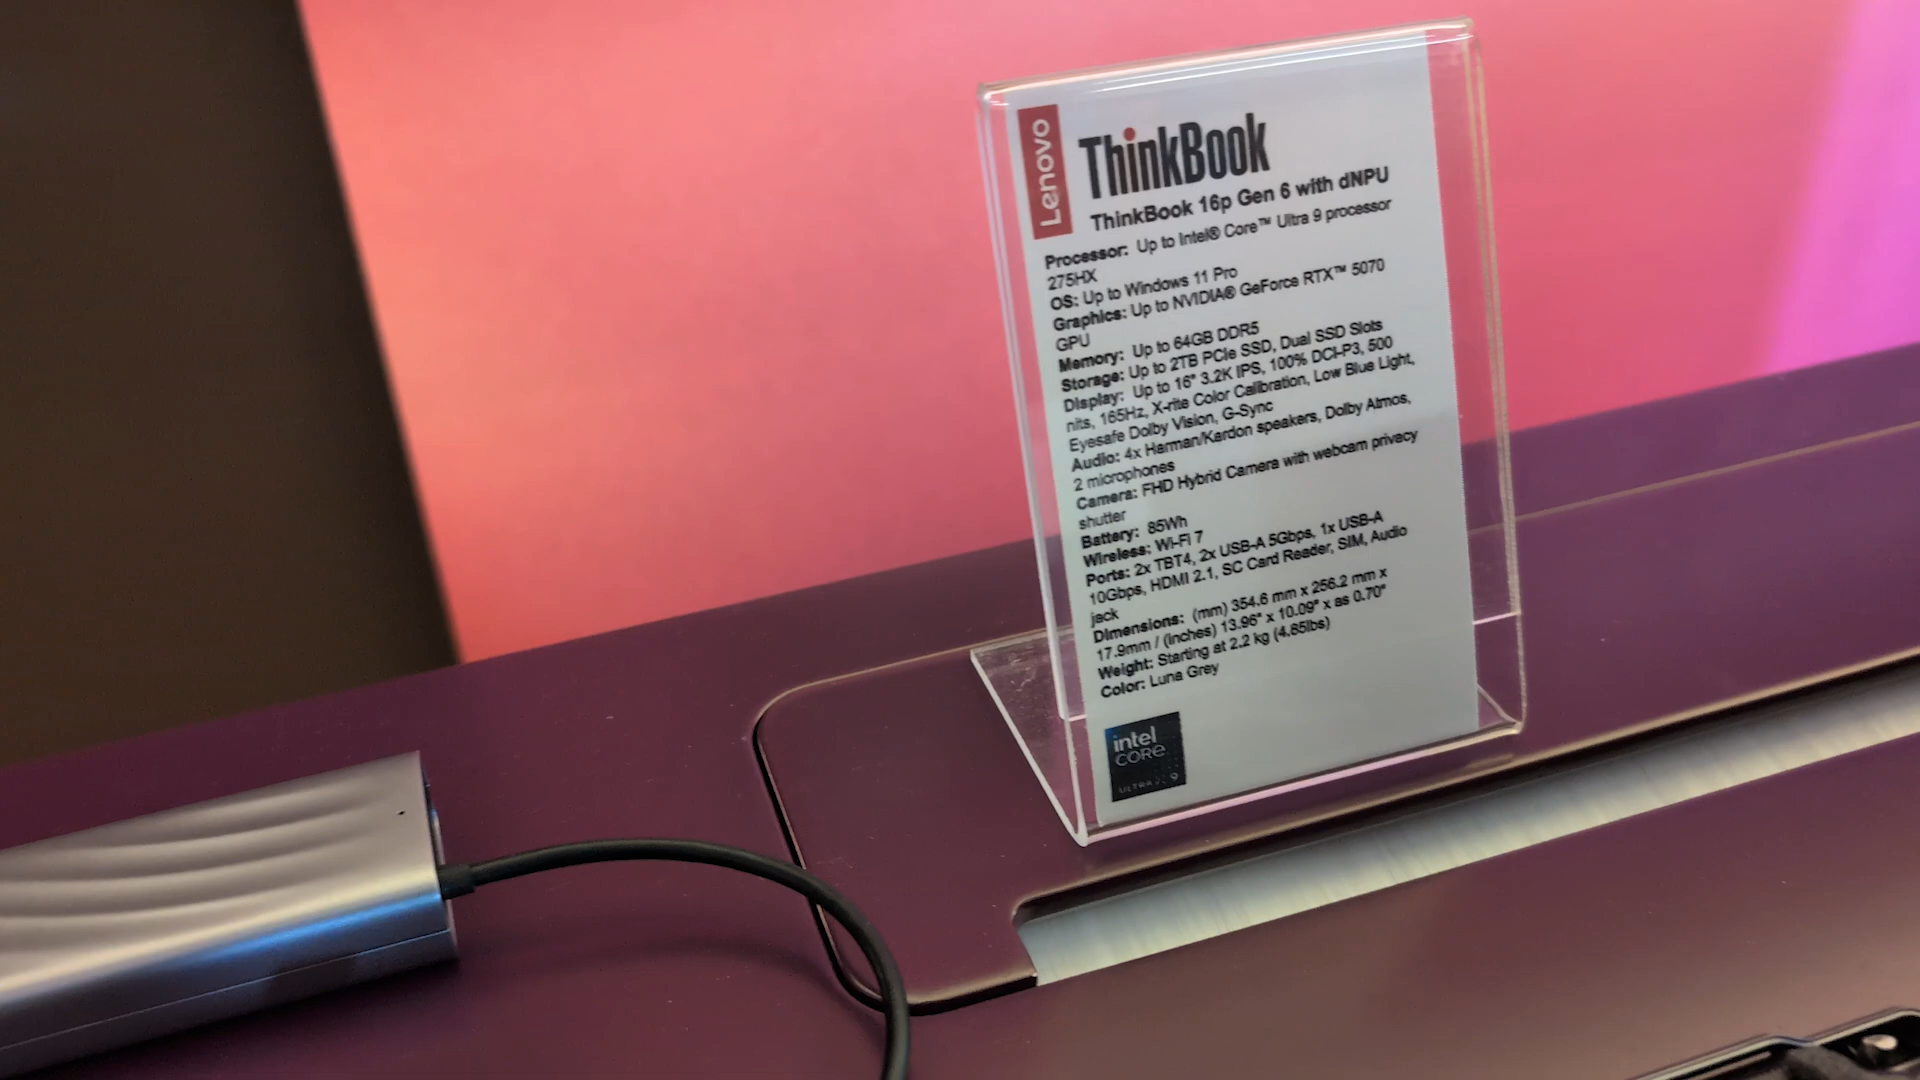 Lenovo
ThinkBook
ThinkBook 16p Gen 6 with dNPU
Processor: Up to Intel® Core™ Ultra 9 processor
275HX
OS: Up to Windows 11 Pro
Graphics: Up to NVIDIA® GeForce RTX™ 5070
GPU
Memory: Up to 64GB DDR5
Storage: Up to 2TB PCIe SSD, Dual SSD Slots
Display: Up to 16" 3.2K IPS, 100% DCI-P3, 500
nits, 165Hz, X-rite Color Calibration, Low Blue Light,
Eyesafe Dolby Vision, G-Sync
Audio: 4x Harman/Kardon speakers, Dolby Atmos,
2 microphones
Camera: FHD Hybrid Camera with webcam privacy
shutter
Battery: 85Wh
Wireless: Wi-Fi 7
Ports: 2x TBT4, 2x USB-A 5Gbps, 1x USB-A
10Gbps, HDMI 2.1, SC Card Reader, SIM, Audio
jack
Dimensions: (mm) 354.6 mm x 256.2 mm x
17.9mm / (inches) 13.96" x 10.09" x as 0.70"
Weight: Starting at 2.2 kg (4.85lbs)
Color: Luna Grey
intel
CORE
ULTRA 9